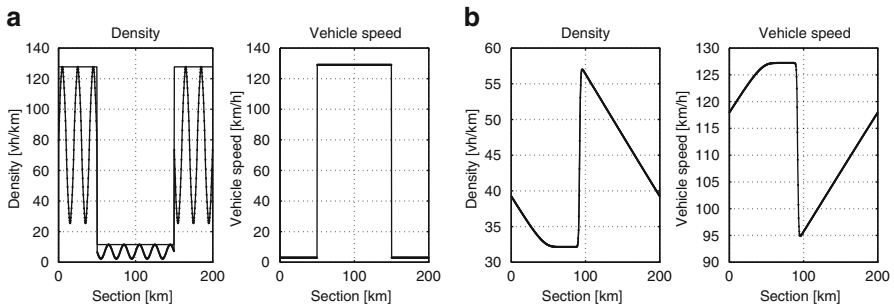 a
Density
140
120
100
80
60
40
20
0
0 100 200
Density [vh/km]
Section [km]
Vehicle speed
140
120
100
80
60
40
20
0
0 100 200
Vehicle speed [km/h]
Section [km]
b
Density
60
55
50
45
40
35
30
0 100 200
Density [vh/km]
Section [km]
Vehicle speed
130
125
120
115
110
105
100
95
90
0 100 200
Vehicle speed [km/h]
Section [km]